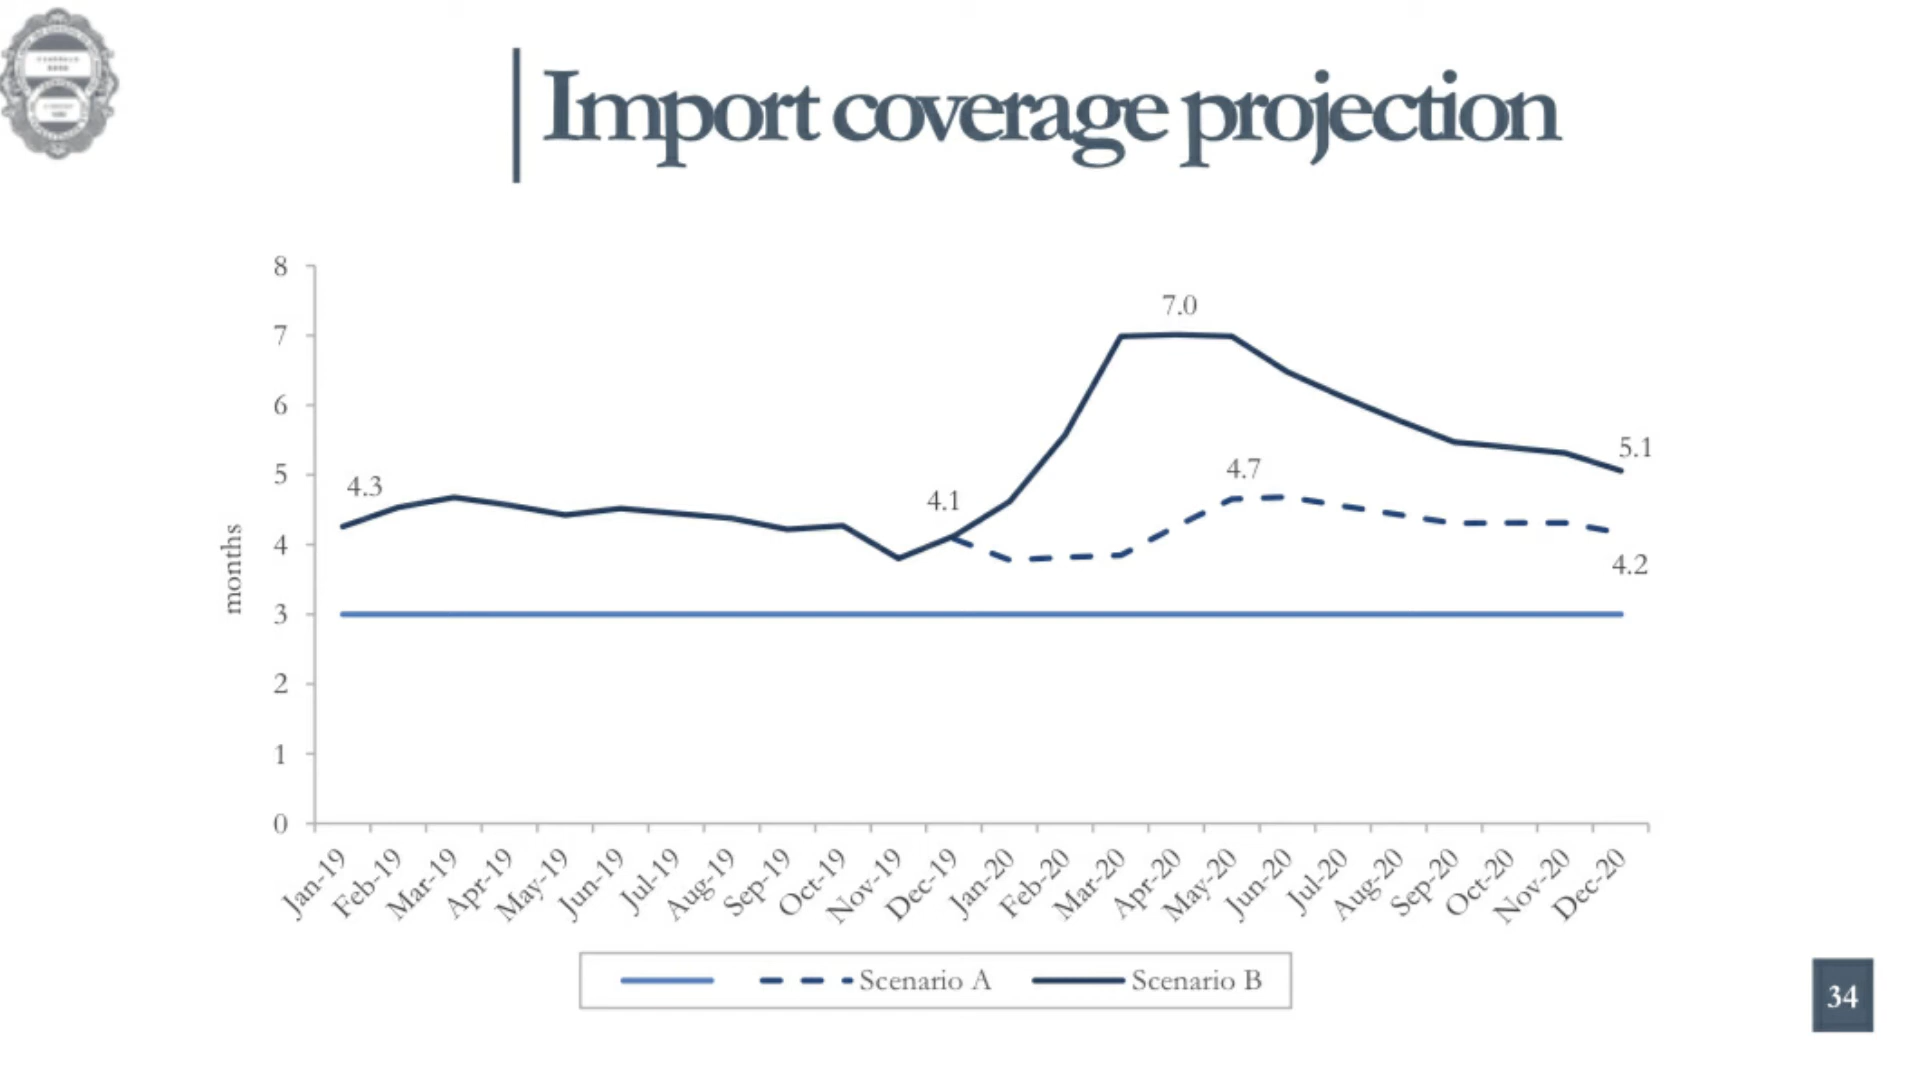 Import coverage projection
8
7
6
5
4
3
2
1
0
months
4.3
4.1
7.0
4.7
5.1
4.2
Jan-19
Feb-19
Mar-19
Apr-19
May-19
Jun-19
Jul-19
Aug-19
Sep-19
Oct-19
Nov-19
Dec-19
Jan-20
Feb-20
Mar-20
Apr-20
May-20
Jun-20
Jul-20
Aug-20
Sep-20
Oct-20
Nov-20
Dec-20
Scenario A
Scenario B
34